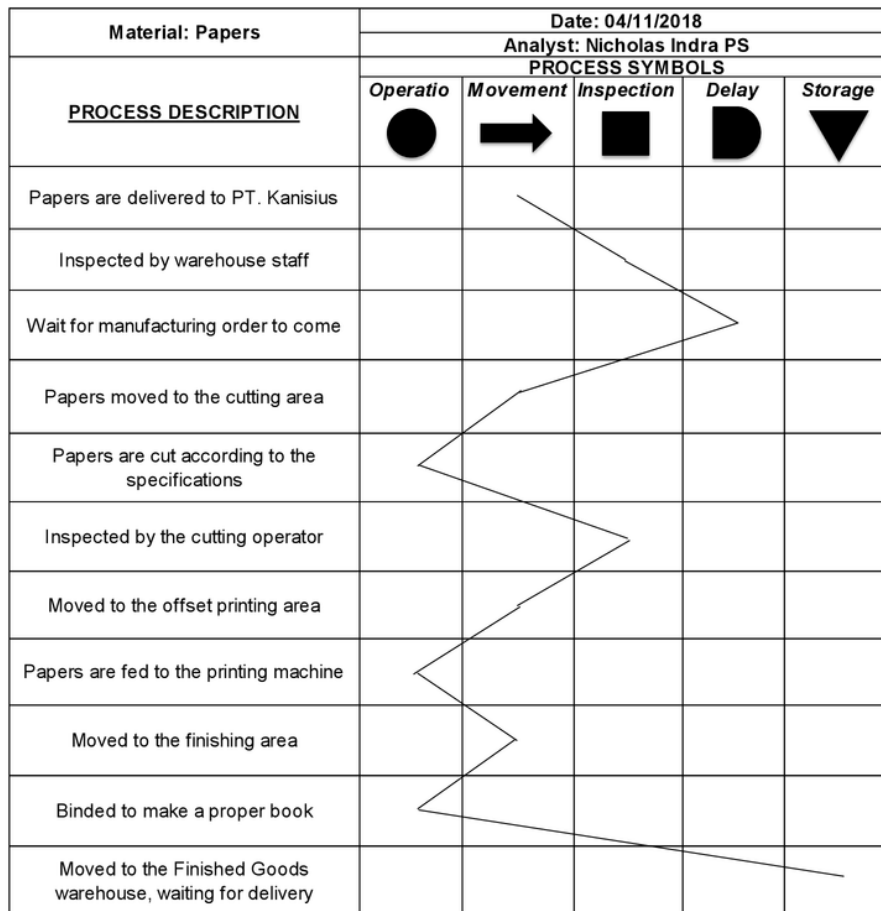 Material: Papers
Date: 04/11/2018
Analyst: Nicholas Indra PS
PROCESS DESCRIPTION
PROCESS SYMBOLS
Operatio Movement Inspection Delay Storage
Papers are delivered to PT. Kanisius
Inspected by warehouse staff
Wait for manufacturing order to come
Papers moved to the cutting area
Papers are cut according to the
specifications
Inspected by the cutting operator
Moved to the offset printing area
Papers are fed to the printing machine
Moved to the finishing area
Binded to make a proper book
Moved to the Finished Goods
warehouse, waiting for delivery